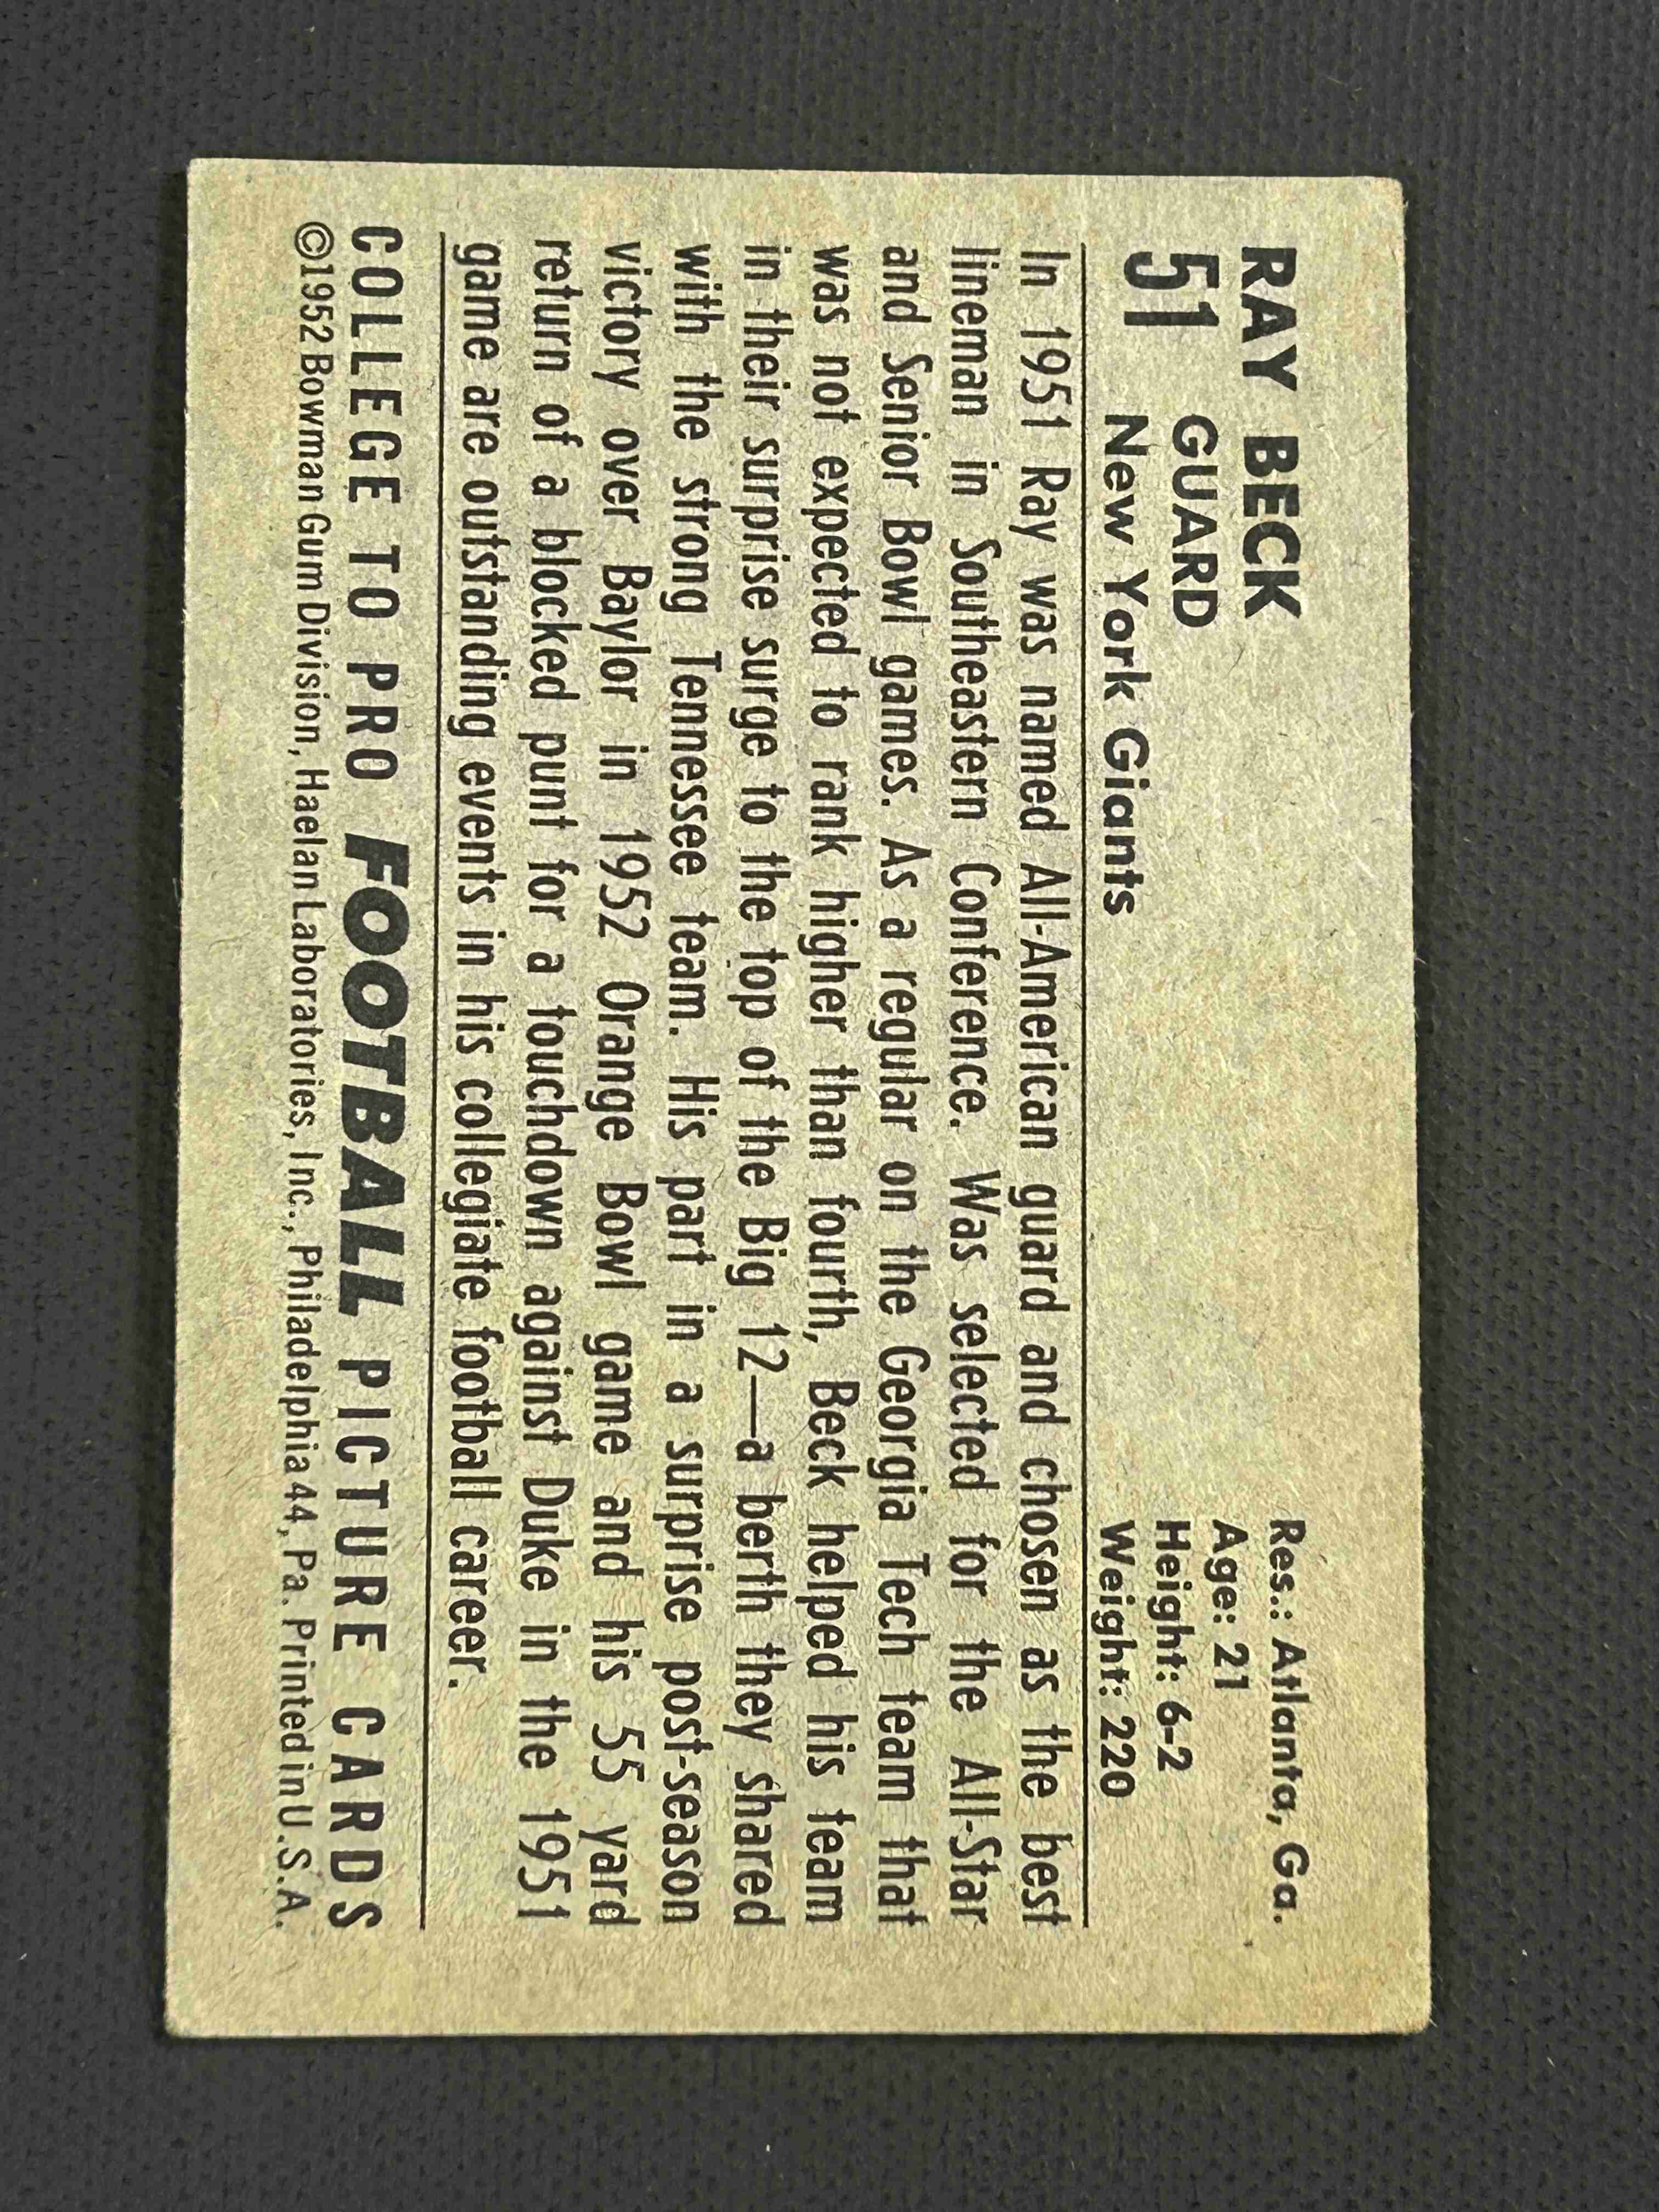 RAY BECK
51 GUARD
New York Giants
Res.: Atlanta, Ga.
Age: 21
Height: 6-2
Weight: 220
In 1951 Ray was named All-American guard and chosen as the best
lineman in Southeastern Conference. Was selected for the All-Star
and Senior Bowl games. As a regular on the Georgia Tech team that
was not expected to rank higher than fourth, Beck helped his team
in their surprise surge to the top of the Big 12—a berth they shared
with the strong Tennessee team. His part in a surprise post-season
victory over Baylor in 1952 Orange Bowl game and his 55 yard
return of a blocked punt for a touchdown against Duke in the 1951
game are outstanding events in his collegiate football career.
COLLEGE TO PRO FOOTBALL PICTURE CARDS
©1952 Bowman Gum Division, Haelan Laboratories, Inc., Philadelphia 44, Pa. Printed in U.S.A.